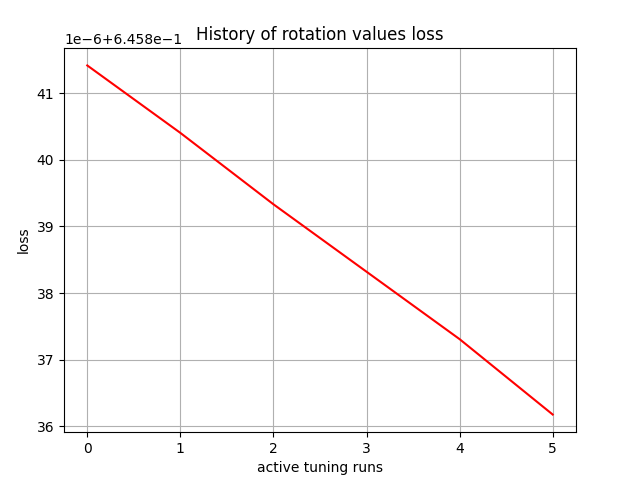 History of rotation values loss
1e−6+6.458e−1
41
40
39
38
37
36
loss
0 1 2 3 4 5
active tuning runs